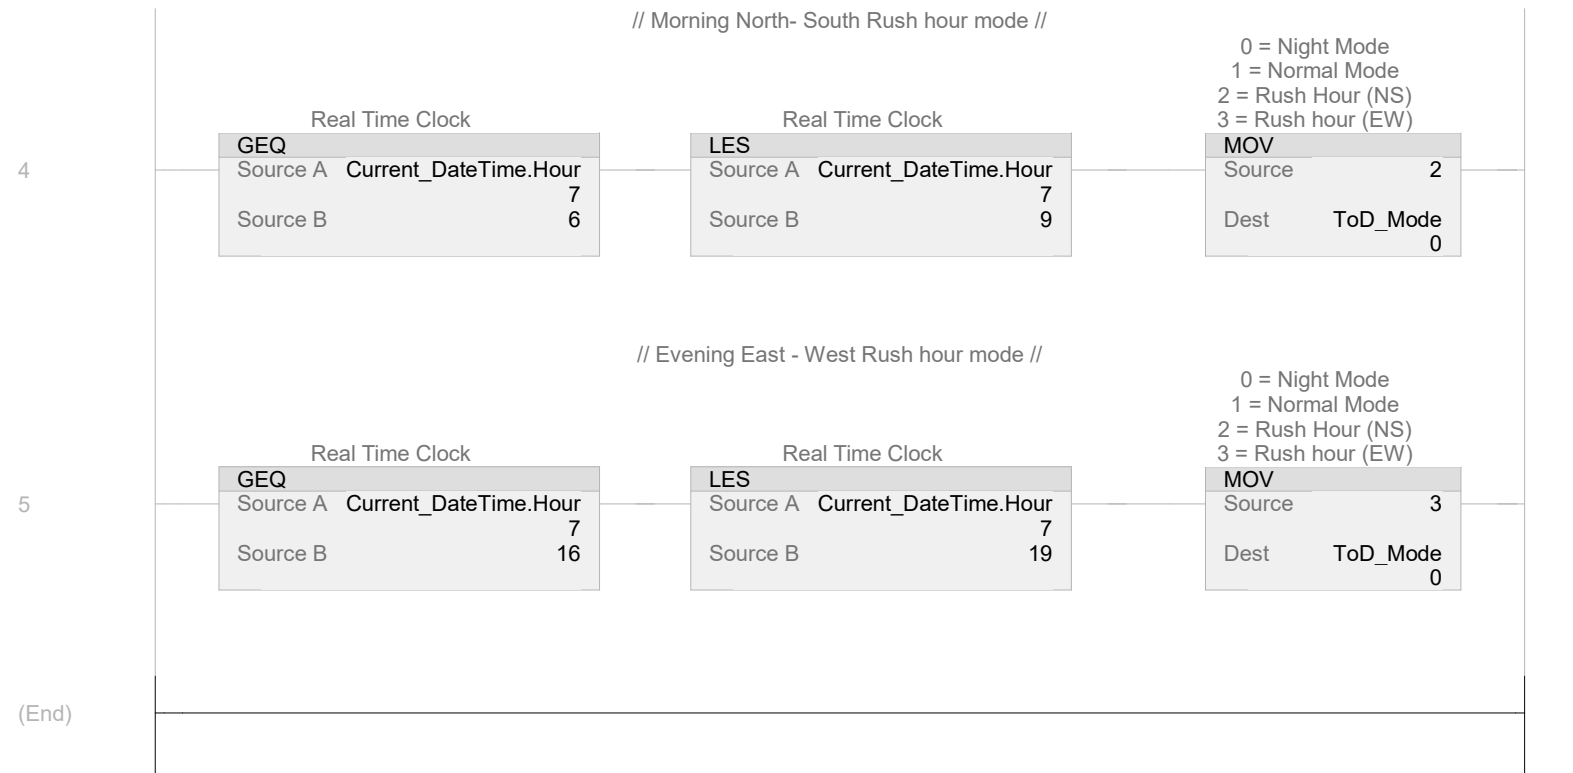 // Morning North- South Rush hour mode //
0 = Night Mode
1 = Normal Mode
2 = Rush Hour (NS)
3 = Rush hour (EW)
Real Time Clock
Real Time Clock
4
GEQ
Source A Current_DateTime.Hour
7
Source B 6
LES
Source A Current_DateTime.Hour
7
Source B 9
MOV
Source 2
Dest ToD_Mode
0
// Evening East - West Rush hour mode //
0 = Night Mode
1 = Normal Mode
2 = Rush Hour (NS)
3 = Rush hour (EW)
Real Time Clock
Real Time Clock
5
GEQ
Source A Current_DateTime.Hour
7
Source B 16
LES
Source A Current_DateTime.Hour
7
Source B 19
MOV
Source 3
Dest ToD_Mode
0
(End)